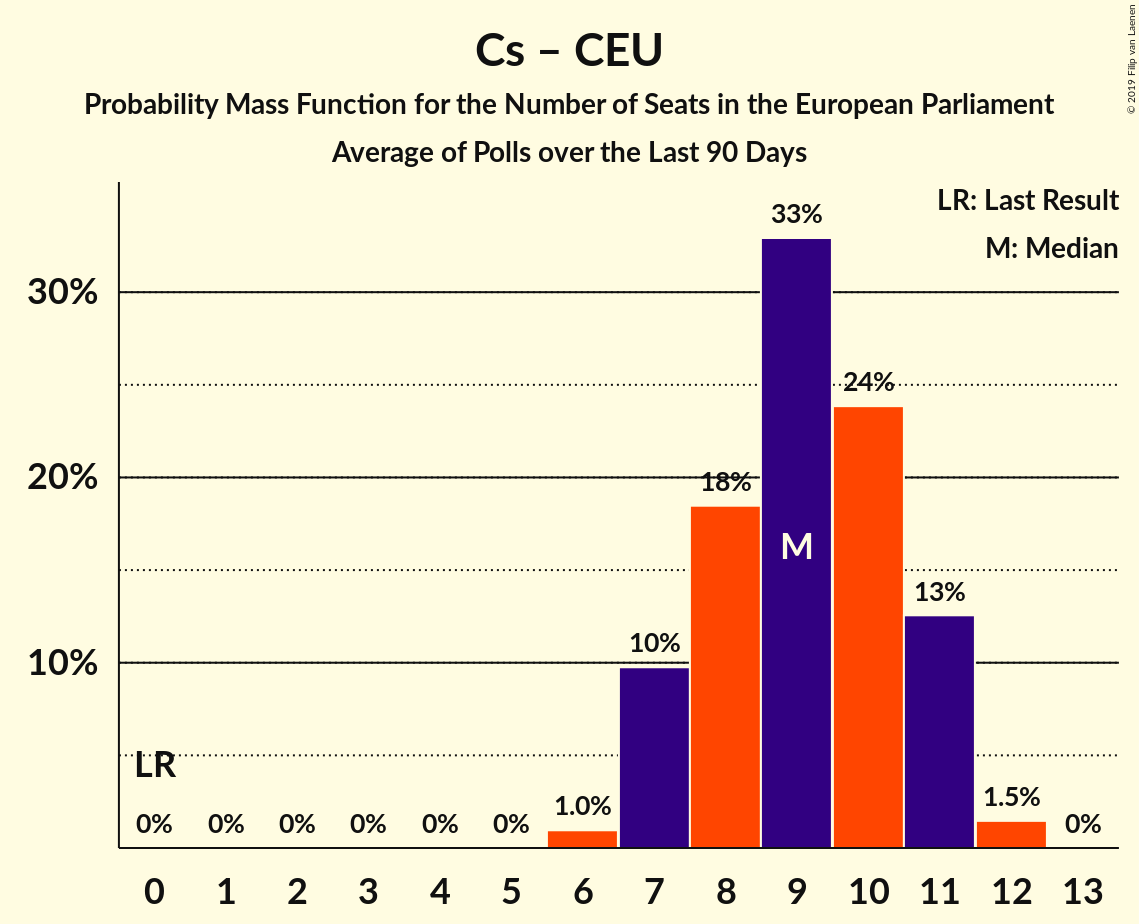 Cs – CEU
Probability Mass Function for the Number of Seats in the European Parliament
Average of Polls over the Last 90 Days
© 2019 Filip van Laenen
LR: Last Result
M: Median
33%
30%
24%
20%
18%
M
13%
10%
10%
LR
0% 0% 0% 0% 0% 0% 1.0% 1.5% 0%
0 1 2 3 4 5 6 7 8 9 10 11 12 13